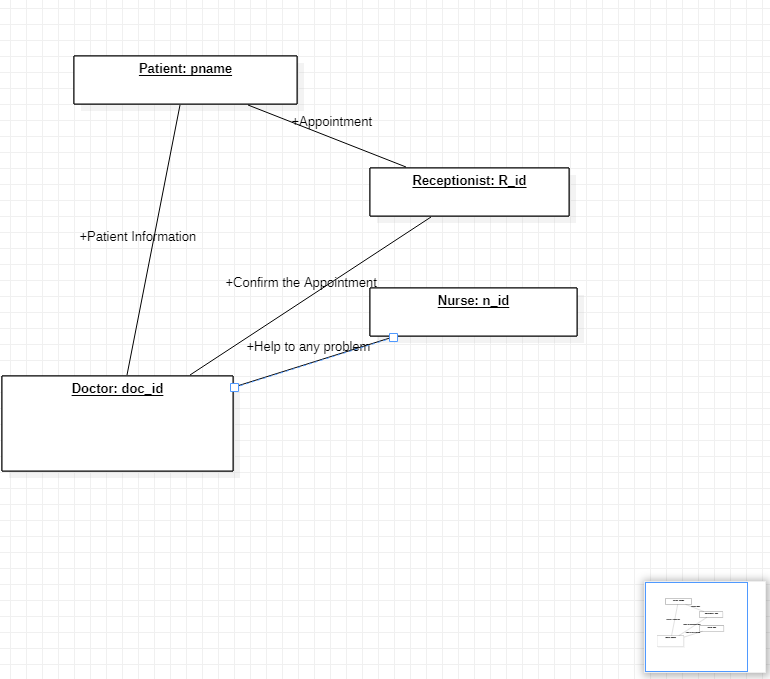 Patient: pname
+Appointment
Receptionist: R_id
+Patient Information
+Confirm the Appointment
Nurse: n_id
+Help to any problem
Doctor: doc_id